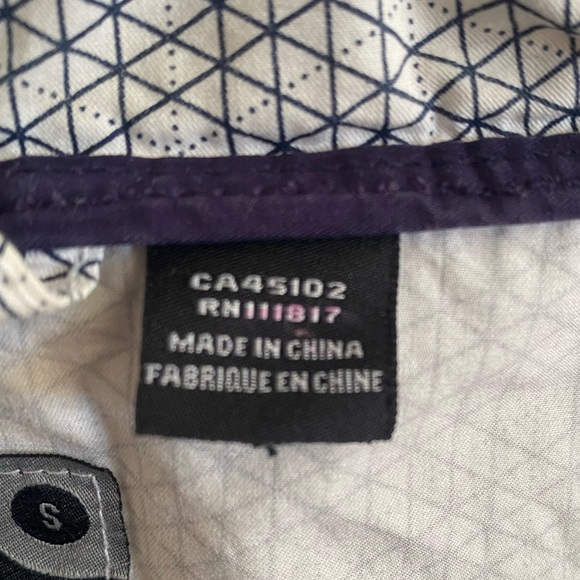 CA45102
RN111817
MADE IN CHINA
FABRIQUE EN CHINE
S